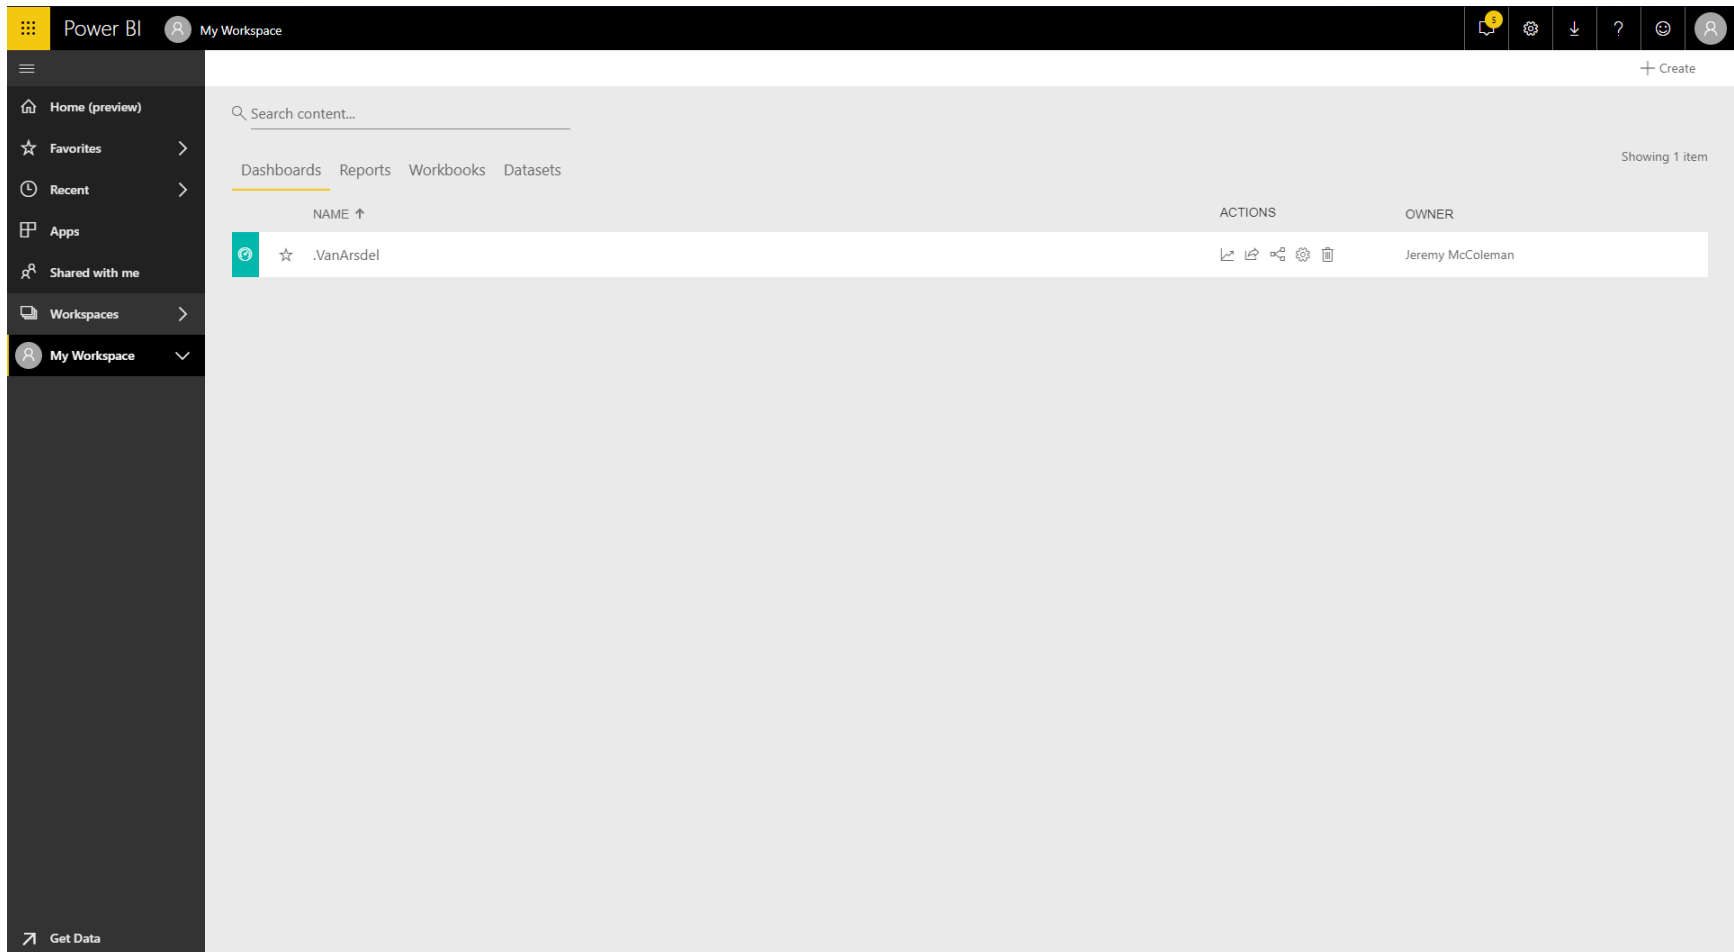 Power BI My Workspace 5 ?
Create
Home (preview)
Favorites
Recent
Apps
Shared with me
Workspaces
My Workspace
Get Data
Search content...
Showing 1 item
Dashboards Reports Workbooks Datasets
NAME ACTIONS OWNER
.VanArsdel Jeremy McColeman